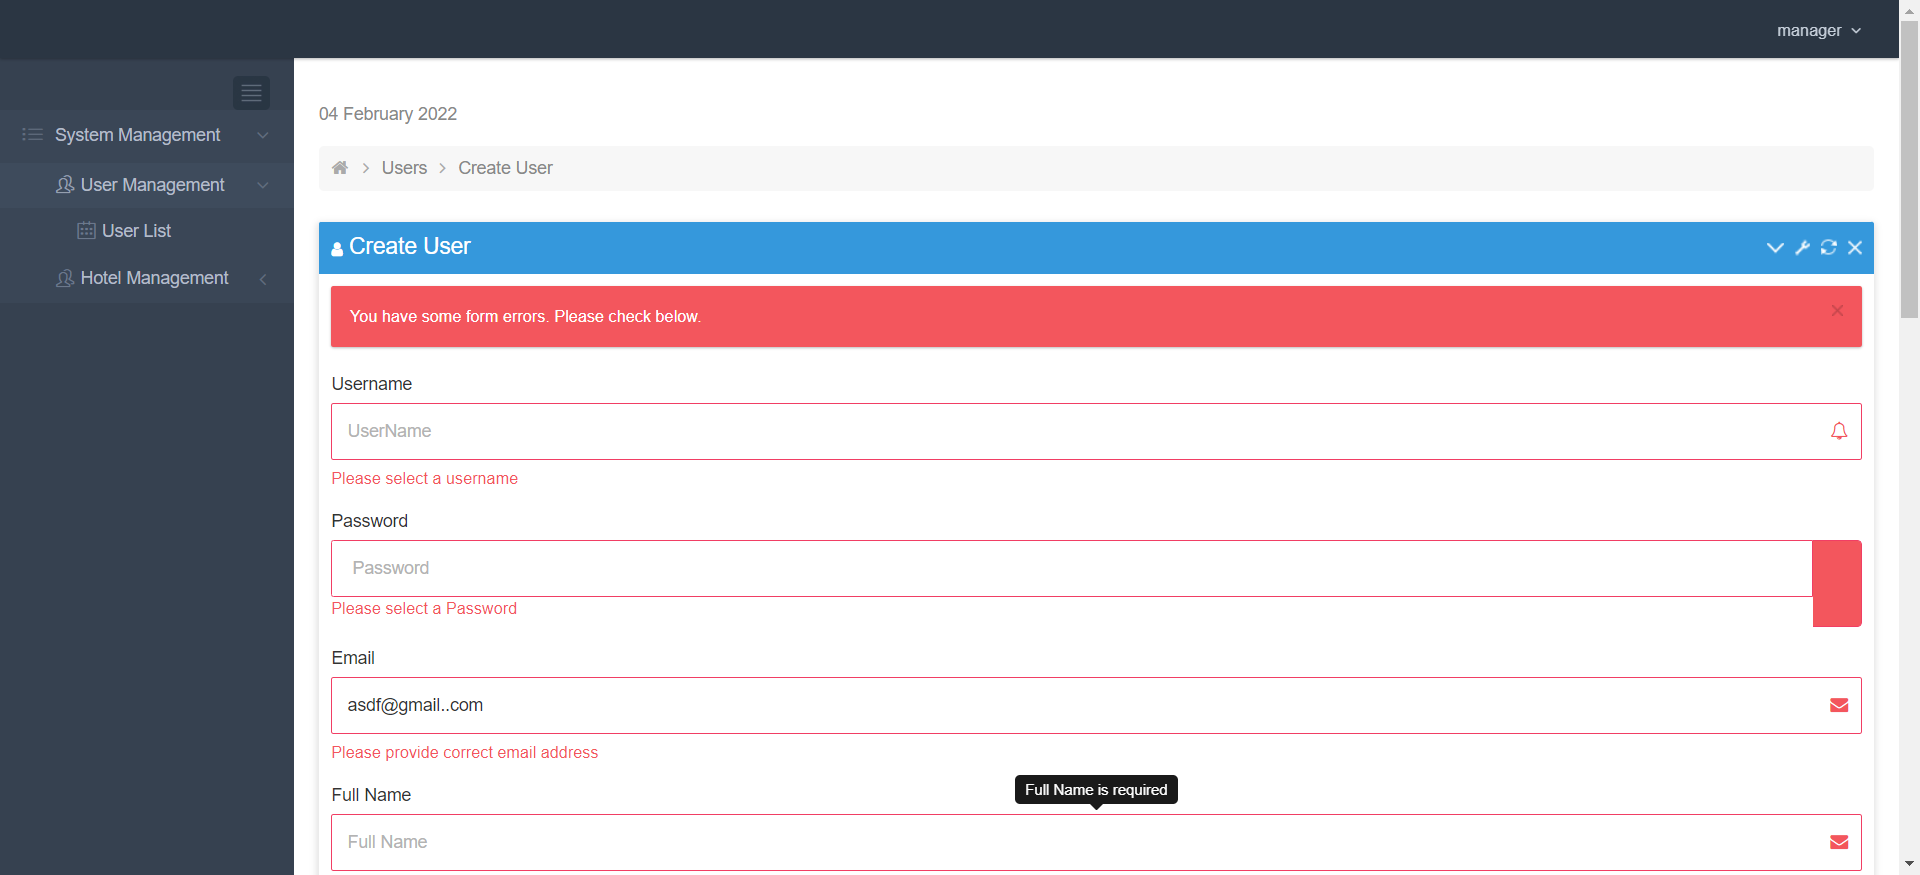 manager
System Management
User Management
User List
Hotel Management
04 February 2022
Users
Create User
Create User
You have some form errors. Please check below.
Username
UserName
Please select a username
Password
Password
Please select a Password
Email
asdf@gmail..com
Please provide correct email address
Full Name
Full Name is required
Full Name